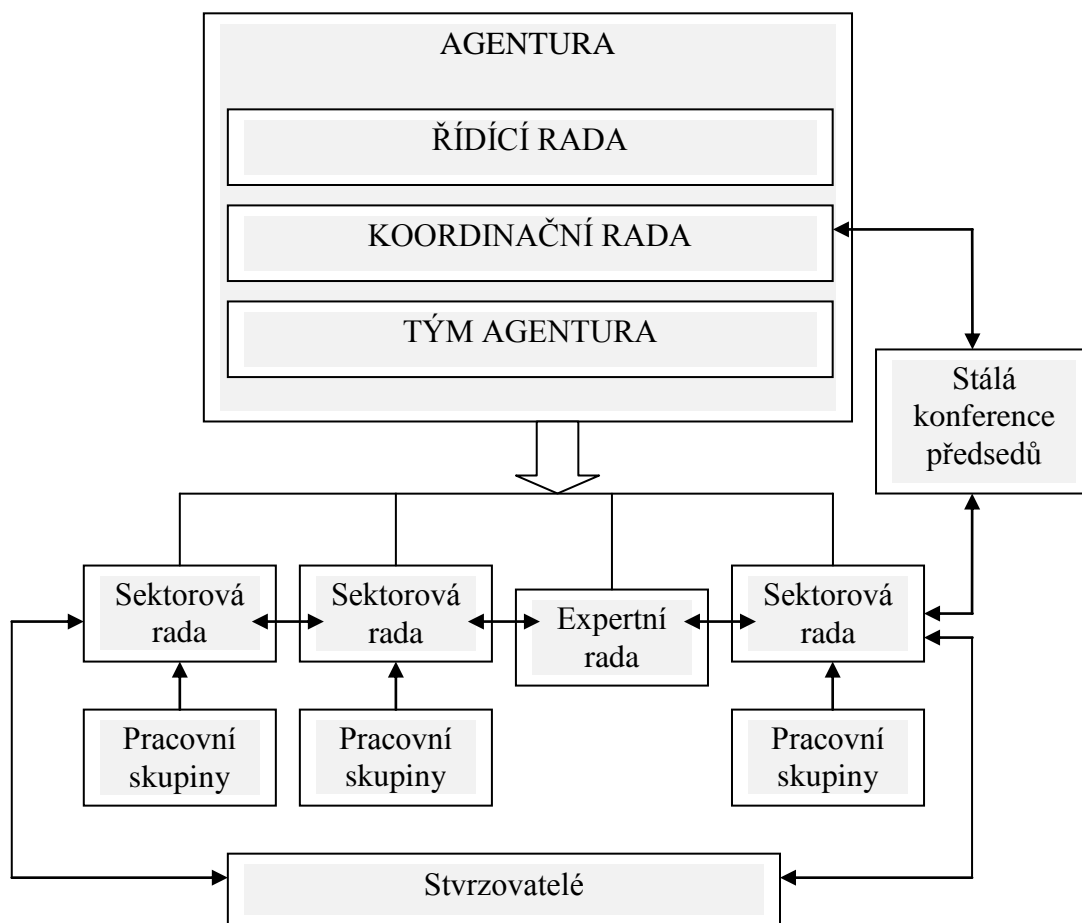 AGENTURA
ŘÍDÍCÍ RADA
KOORDINAČNÍ RADA
TÝM AGENTURA
Stálá
konference
předsedů
Sektorová
rada
Sektorová
rada
Expertní
rada
Sektorová
rada
Pracovní
skupiny
Pracovní
skupiny
Pracovní
skupiny
Stvrzovatelé